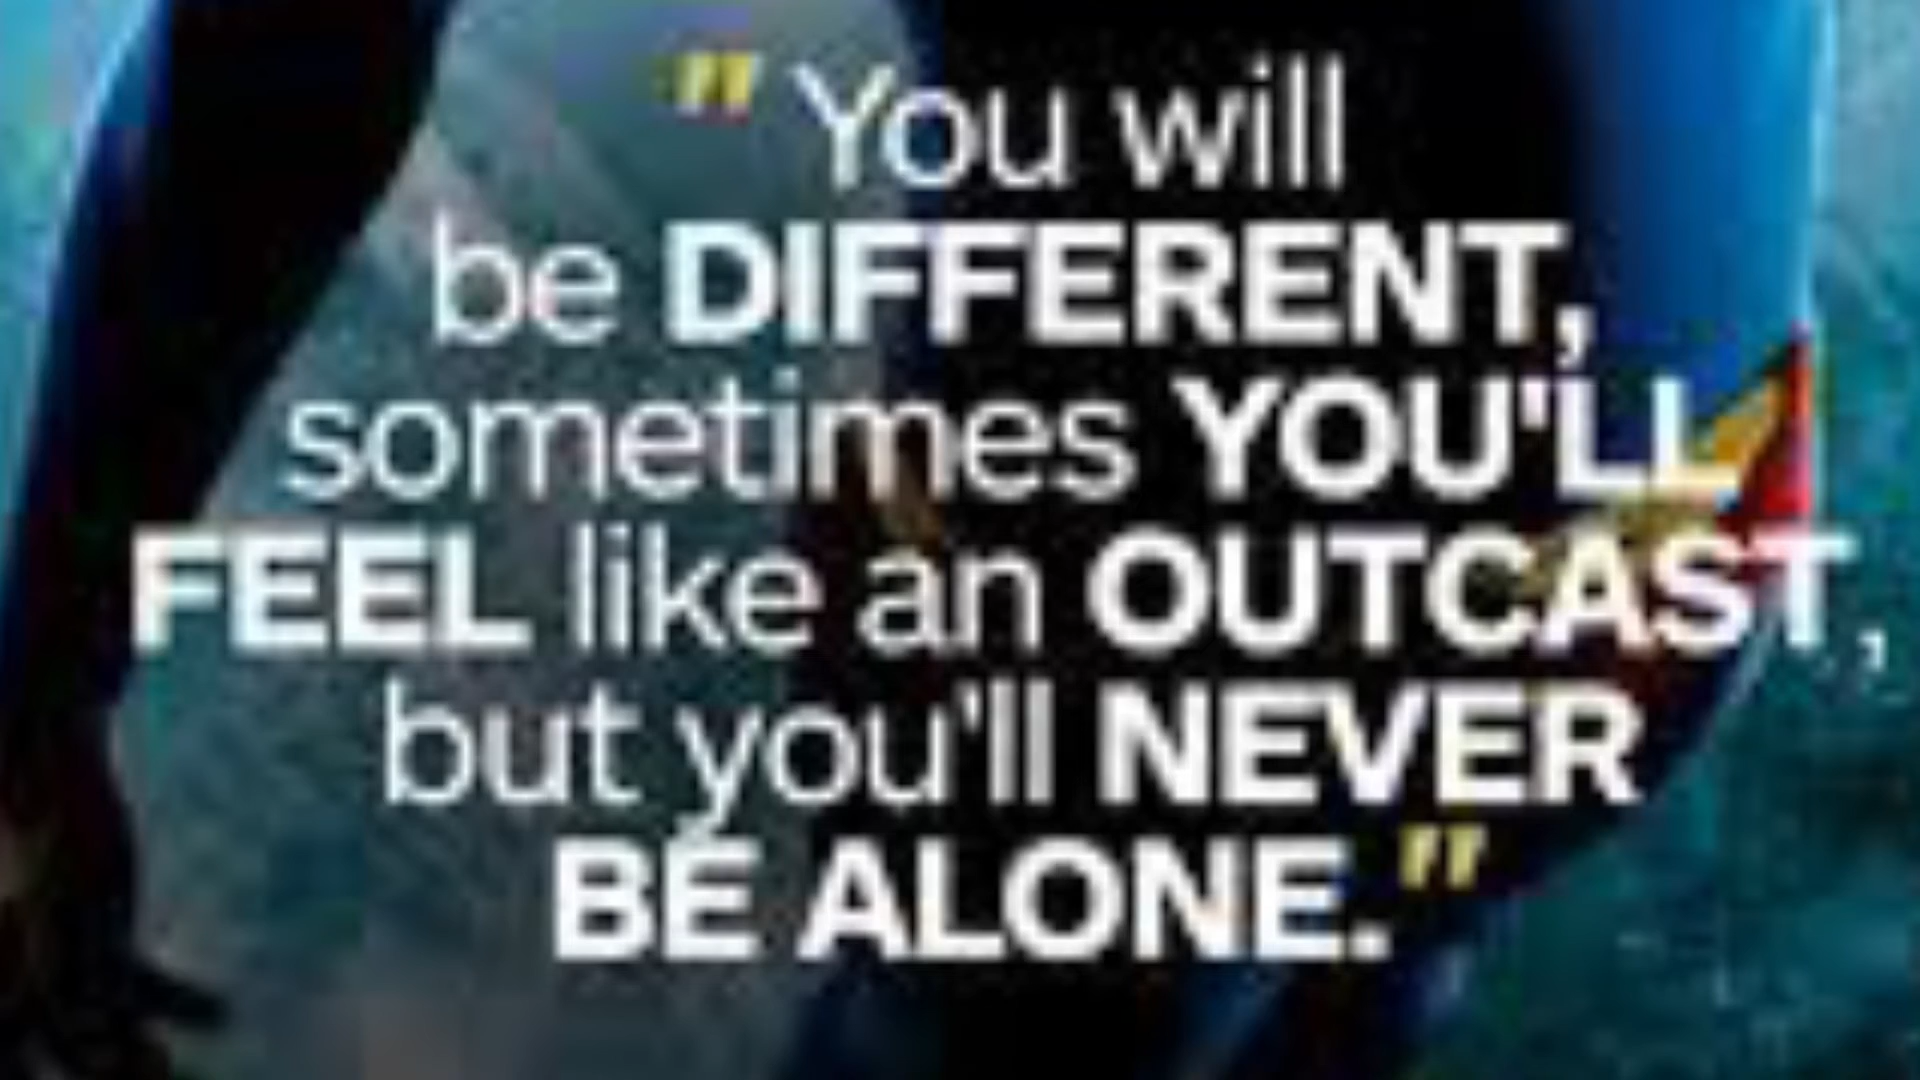 " You will
be DIFFERENT,
sometimes YOU'LL
FEEL like an OUTCAST,
but you'll NEVER
BE ALONE."